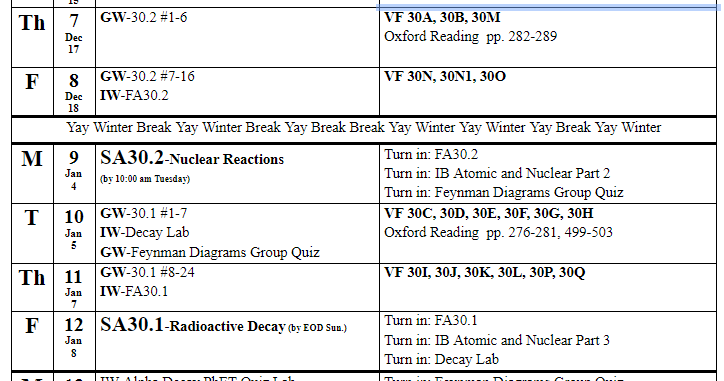 Th 7 GW-30.2 #1-6 VF 30A, 30B, 30M
Dec Oxford Reading pp. 282-289
17
F 8 GW-30.2 #7-16 VF 30N, 30N1, 30O
Dec IW-FA30.2
18
Yay Winter Break Yay Winter Break Yay Break Break Yay Winter Yay Winter Yay Break Yay Winter
M 9 SA30.2-Nuclear Reactions Turn in: FA30.2
Jan (by 10:00 am Tuesday) Turn in: IB Atomic and Nuclear Part 2
4 Turn in: Feynman Diagrams Group Quiz
T 10 GW-30.1 #1-7 VF 30C, 30D, 30E, 30F, 30G, 30H
Jan IW-Decay Lab Oxford Reading pp. 276-281, 499-503
5 GW-Feynman Diagrams Group Quiz
Th 11 GW-30.1 #8-24 VF 30I, 30J, 30K, 30L, 30P, 30Q
Jan IW-FA30.1
7
F 12 SA30.1-Radioactive Decay (by EOD Sun.) Turn in: FA30.1
Jan Turn in: IB Atomic and Nuclear Part 3
8 Turn in: Decay Lab